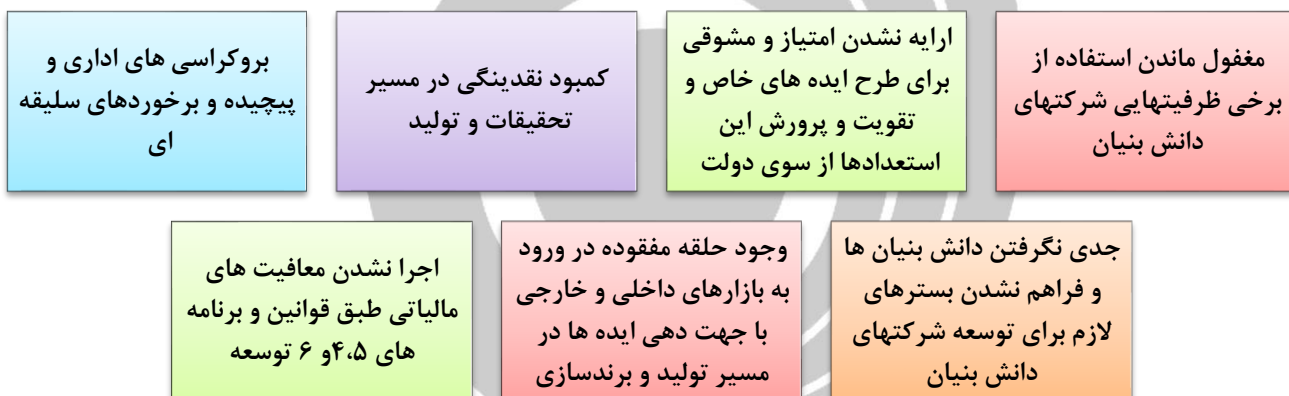 مغفول ماندن استفاده از
برخی ظرفیتهایی شرکتهای
دانش بنیان
ارایه نشدن امتیاز و مشوقی
برای طرح ایده های خاص و
تقویت و پرورش این
استعدادها از سوی دولت
کمبود نقدینگی در مسیر
تحقیقات و تولید
بروکراسی های اداری و
پیچیده و برخوردهای سلیقه
ای
جدی نگرفتن دانش بنیان ها
و فراهم نشدن بسترهای
لازم برای توسعه شرکتهای
دانش بنیان
وجود حلقه مفقوده در ورود
به بازارهای داخلی و خارجی
با جهت دهی ایده ها در
مسیر تولید و برندسازی
اجرا نشدن معافیت های
مالیاتی طبق قوانین و برنامه
های ۴،۵و ۶ توسعه